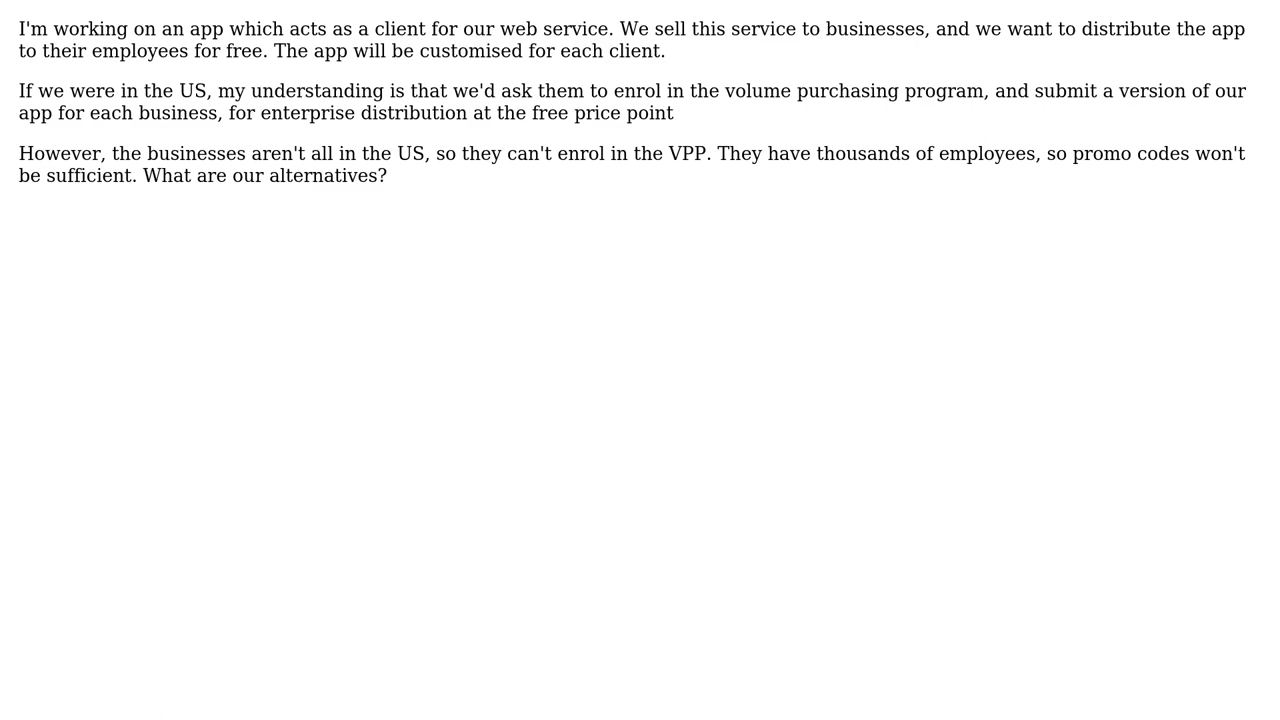 I'm working on an app which acts as a client for our web service. We sell this service to businesses, and we want to distribute the app
to their employees for free. The app will be customised for each client.
If we were in the US, my understanding is that we'd ask them to enrol in the volume purchasing program, and submit a version of our
app for each business, for enterprise distribution at the free price point
However, the businesses aren't all in the US, so they can't enrol in the VPP. They have thousands of employees, so promo codes won't
be sufficient. What are our alternatives?